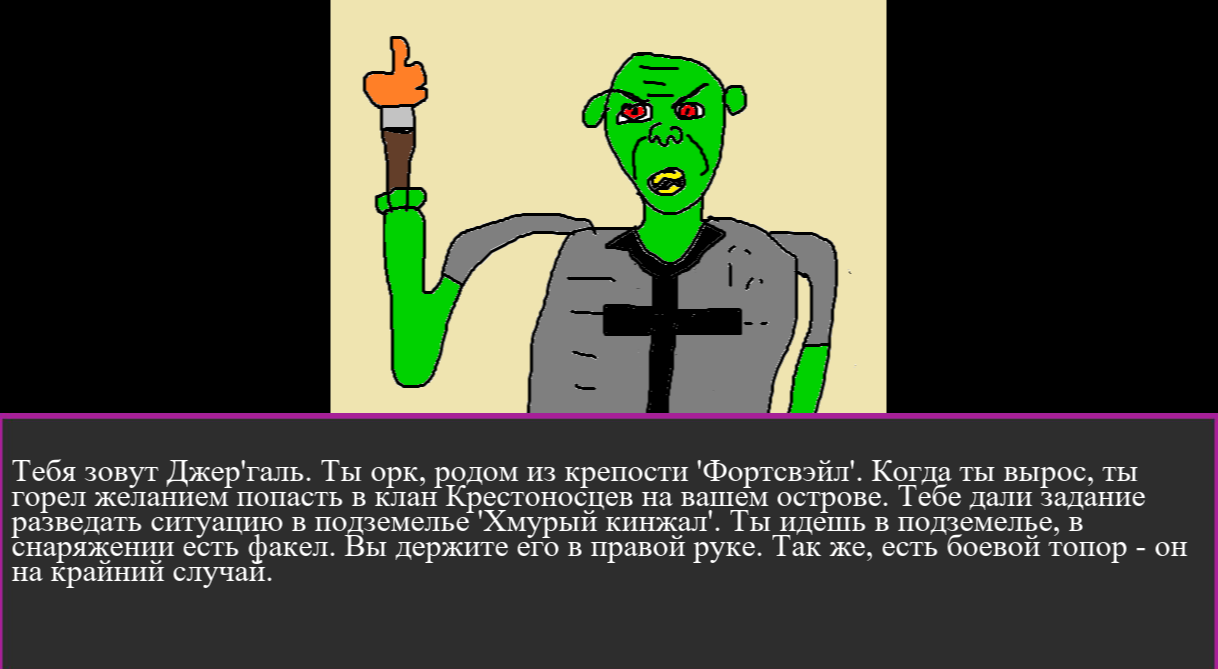 Тебя зовут Джер'галь. Ты орк, родом из крепости 'Фортсвэйл'. Когда ты вырос, ты
горел желанием попасть в клан Крестоносцев на вашем острове. Тебе дали задание
разведать ситуацию в подземелье 'Хмурый кинжал'. Ты идешь в подземелье, в
снаряжении есть факел. Вы держите его в правой руке. Так же, есть боевой топор - он
на крайний случай.